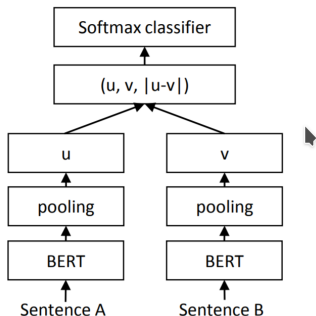 Softmax classifier
(u, v, |u-v|)
u v
pooling pooling
BERT BERT
Sentence A Sentence B